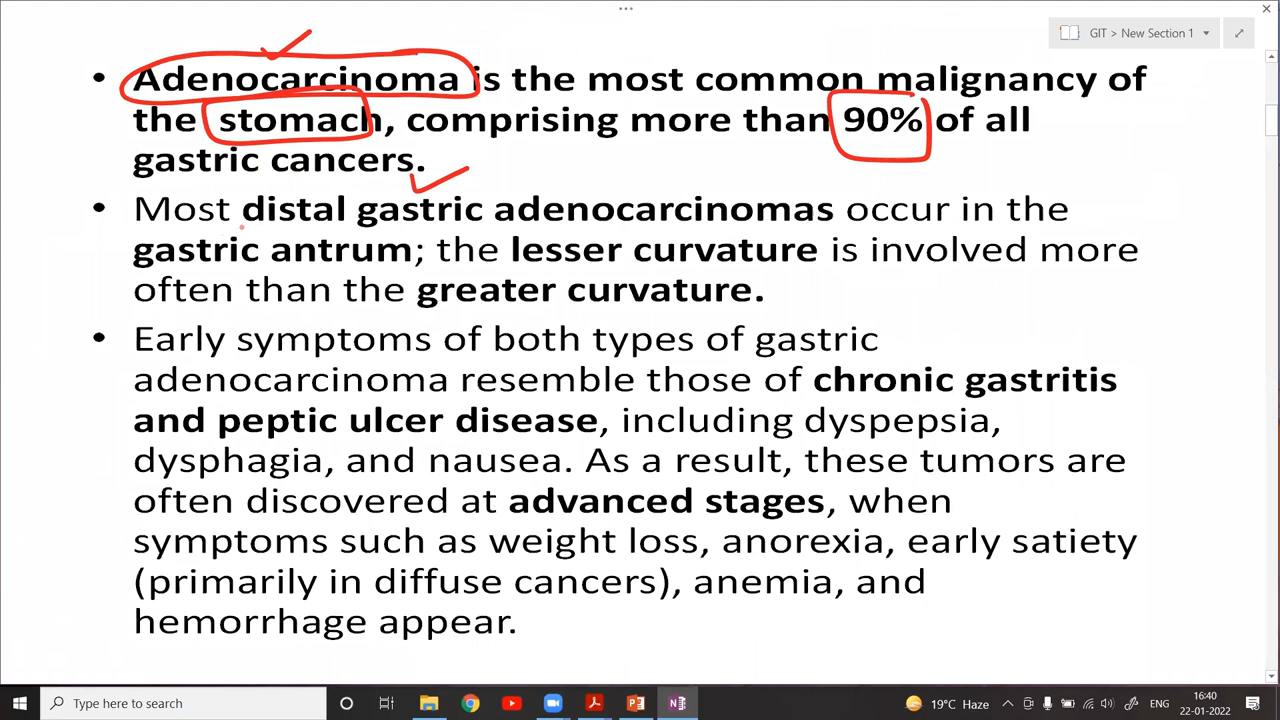 GIT > New Section 1
• Adenocarcinoma is the most common malignancy of
the stomach, comprising more than 90% of all
gastric cancers.
• Most distal gastric adenocarcinomas occur in the
gastric antrum; the lesser curvature is involved more
often than the greater curvature.
• Early symptoms of both types of gastric
adenocarcinoma resemble those of chronic gastritis
and peptic ulcer disease, including dyspepsia,
dysphagia, and nausea. As a result, these tumors are
often discovered at advanced stages, when
symptoms such as weight loss, anorexia, early satiety
(primarily in diffuse cancers), anemia, and
hemorrhage appear.
Type here to search
19°C Haze
ENG
16:40
22-01-2022